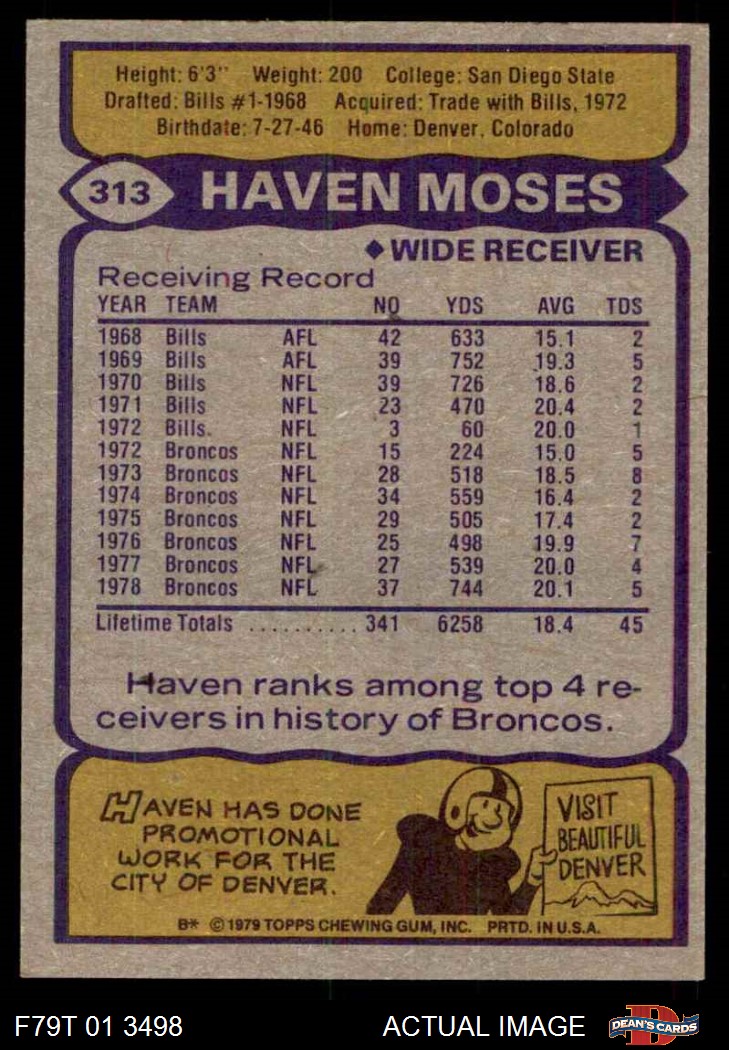 Height: 6'3" Weight: 200 College: San Diego State
Drafted: Bills #1-1968 Acquired: Trade with Bills, 1972
Birthdate: 7-27-46 Home: Denver, Colorado
313 HAVEN MOSES
◆ WIDE RECEIVER
Receiving Record
YEAR TEAM NO YDS AVG TDS
1968 Bills AFL 42 633 15.1 2
1969 Bills AFL 39 752 19.3 5
1970 Bills NFL 39 726 18.6 2
1971 Bills NFL 23 470 20.4 2
1972 Bills. NFL 3 60 20.0 1
1972 Broncos NFL 15 224 15.0 5
1973 Broncos NFL 28 518 18.5 8
1974 Broncos NFL 34 559 16.4 2
1975 Broncos NFL 29 505 17.4 2
1976 Broncos NFL 25 498 19.9 7
1977 Broncos NFL 27 539 20.0 4
1978 Broncos NFL 37 744 20.1 5
Lifetime Totals .......... 341 6258 18.4 45
Haven ranks among top 4 re-
ceivers in history of Broncos.
HAVEN HAS DONE
PROMOTIONAL
WORK FOR THE
CITY OF DENVER.
VISIT
BEAUTIFUL
DENVER
B* © 1979 TOPPS CHEWING GUM, INC. PRTD. IN U.S.A.
F79T 01 3498 ACTUAL IMAGE DEAN'S CARDS